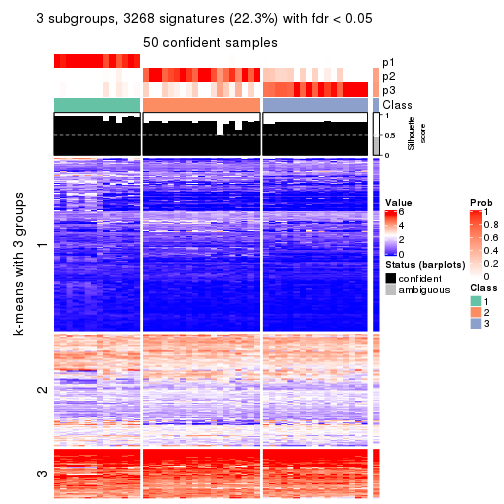 3 subgroups, 3268 signatures (22.3%) with fdr < 0.05
50 confident samples
p1
p2
p3
Class
1
0.5
0
Silhouette
score
k-means with 3 groups
1
2
3
Value
6
4
2
0
Status (barplots)
confident
ambiguous
Prob
1
0.8
0.6
0.4
0.2
0
Class
1
2
3